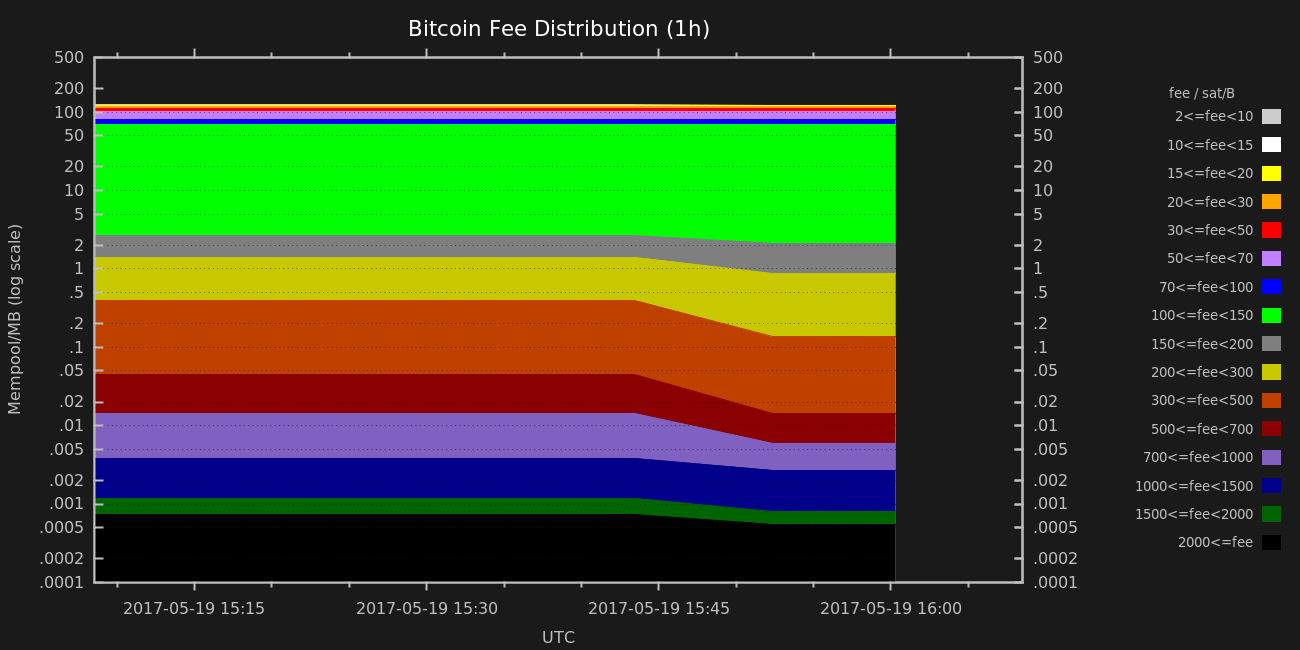 Bitcoin Fee Distribution (1h)
500
200
100
50
20
10
5
2
1
.5
.2
.1
.05
.02
.01
.005
.002
.001
.0005
.0002
.0001
Mempool/MB (log scale)
500
200
100
50
20
10
5
2
1
.5
.2
.1
.05
.02
.01
.005
.002
.001
.0005
.0002
.0001
2017-05-19 15:15
2017-05-19 15:30
2017-05-19 15:45
2017-05-19 16:00
UTC
fee / sat/B
2<=fee<10
10<=fee<15
15<=fee<20
20<=fee<30
30<=fee<50
50<=fee<70
70<=fee<100
100<=fee<150
150<=fee<200
200<=fee<300
300<=fee<500
500<=fee<700
700<=fee<1000
1000<=fee<1500
1500<=fee<2000
2000<=fee